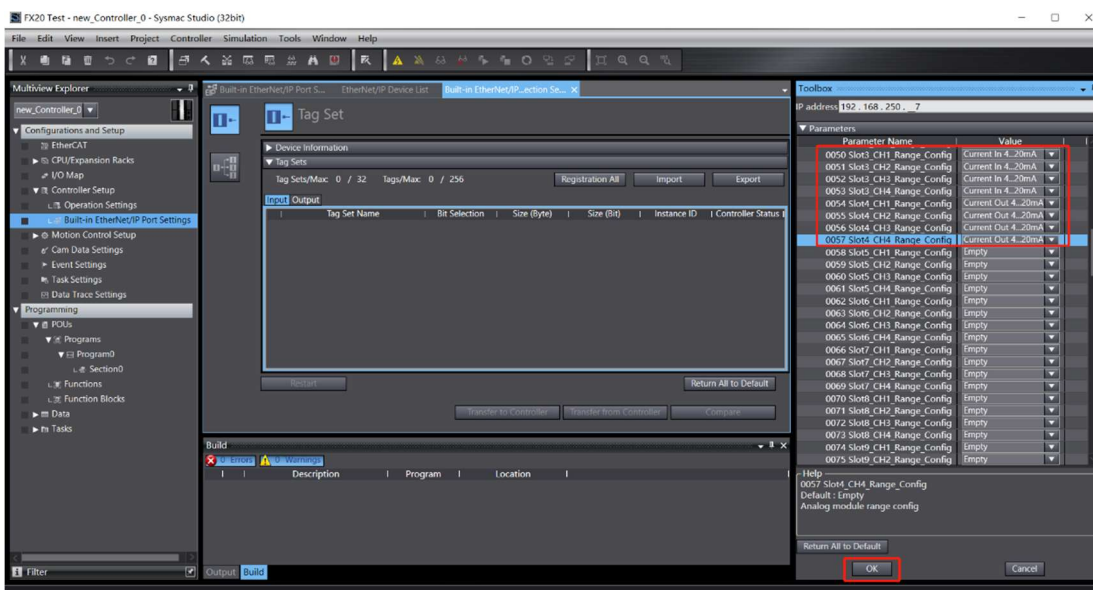 FX20 Test - new_Controller_0 - Sysmac Studio (32bit)
File Edit View Insert Project Controller Simulation Tools Window Help
Multiview Explorer
new_Controller_0
Configurations and Setup
EtherCAT
CPU/Expansion Racks
I/O Map
Controller Setup
Operation Settings
Built-in EtherNet/IP Port Settings
Motion Control Setup
Cam Data Settings
Event Settings
Task Settings
Data Trace Settings
Programming
POUs
Programs
Program0
Section0
Functions
Function Blocks
Data
Tasks
Filter
Built-in EtherNet/IP Port S... EtherNet/IP Device List Built-in EtherNet/IP...ection Se... X
Tag Set
Device Information
Tag Sets
Tag Sets/Max: 0 / 32 Tags/Max: 0 / 256 Registration All Import Export
Input Output
Tag Set Name | Bit Selection | Size (Byte) | Size (Bit) | Instance ID | Controller Status
Restart Return All to Default
Transfer to Controller Transfer from Controller Compare
Build
0 Errors 0 Warnings
Description | Program | Location
Output Build
Toolbox
IP address 192 . 168 . 250 . 7
Parameters
Parameter Name | Value
0050 Slot3_CH1_Range_Config Current In 4...20mA
0051 Slot3_CH2_Range_Config Current In 4...20mA
0052 Slot3_CH3_Range_Config Current In 4...20mA
0053 Slot3_CH4_Range_Config Current In 4...20mA
0054 Slot4_CH1_Range_Config Current Out 4...20mA
0055 Slot4_CH2_Range_Config Current Out 4...20mA
0056 Slot4_CH3_Range_Config Current Out 4...20mA
0057 Slot4_CH4_Range_Config Current Out 4...20mA
0058 Slot5_CH1_Range_Config Empty
0059 Slot5_CH2_Range_Config Empty
0060 Slot5_CH3_Range_Config Empty
0061 Slot5_CH4_Range_Config Empty
0062 Slot6_CH1_Range_Config Empty
0063 Slot6_CH2_Range_Config Empty
0064 Slot6_CH3_Range_Config Empty
0065 Slot6_CH4_Range_Config Empty
0066 Slot7_CH1_Range_Config Empty
0067 Slot7_CH2_Range_Config Empty
0068 Slot7_CH3_Range_Config Empty
0069 Slot7_CH4_Range_Config Empty
0070 Slot8_CH1_Range_Config Empty
0071 Slot8_CH2_Range_Config Empty
0072 Slot8_CH3_Range_Config Empty
0073 Slot8_CH4_Range_Config Empty
0074 Slot9_CH1_Range_Config Empty
0075 Slot9_CH2_Range_Config Empty
Help
0057 Slot4_CH4_Range_Config
Default : Empty
Analog module range config
Return All to Default
OK Cancel